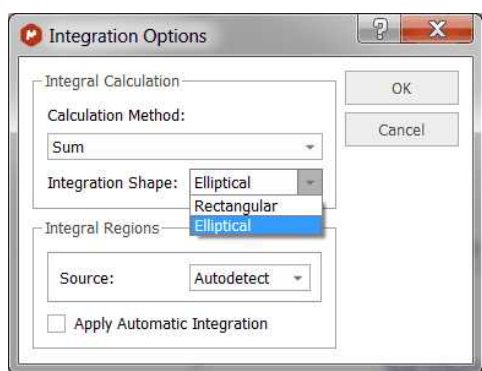 Integration Options
Integral Calculation
OK
Calculation Method:
Cancel
Sum
Integration Shape: Elliptical
Rectangular
Elliptical
Integral Regions
Source: Autodetect
Apply Automatic Integration